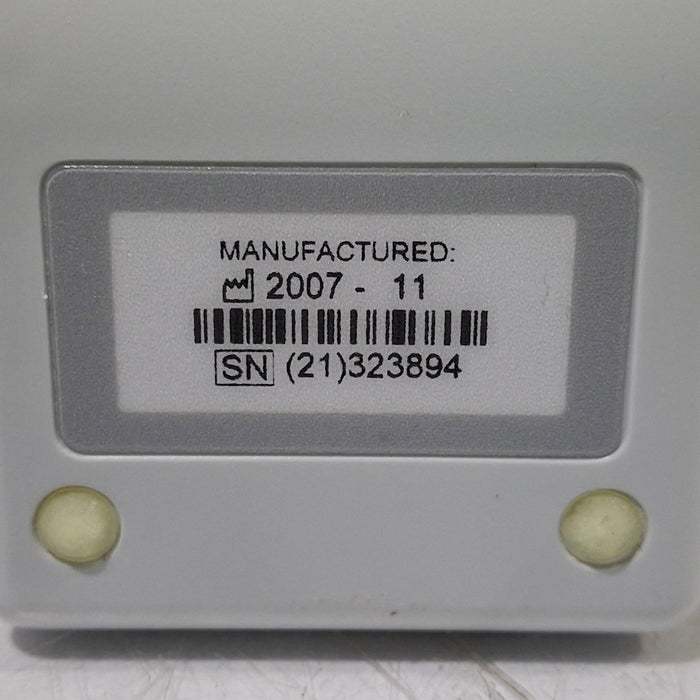 MANUFACTURED:
2007 - 11
SN (21)323894